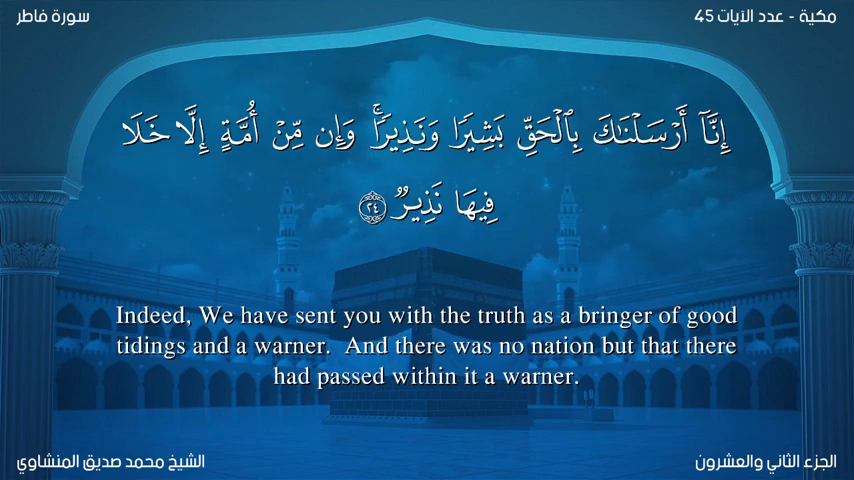 سورة فاطر
مكية - عدد الآيات 45
إِنَّآ أَرْسَلْنَـٰكَ بِٱلْحَقِّ بَشِيرًا وَنَذِيرًا ۚ وَإِن مِّنْ أُمَّةٍ إِلَّا خَلَا
فِيهَا نَذِيرٌ ٢٤
Indeed, We have sent you with the truth as a bringer of good
tidings and a warner.  And there was no nation but that there
had passed within it a warner.
الشيخ محمد صديق المنشاوي
الجزء الثاني والعشرون